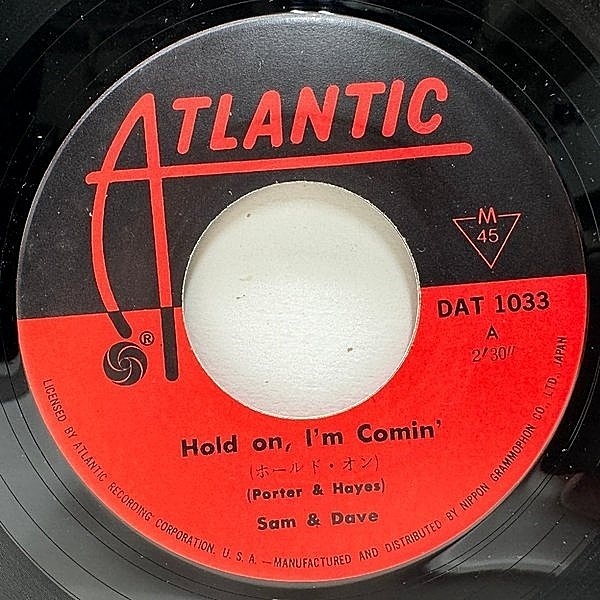 ATLANTIC
®
M
45
DAT 1033
A
2′30″
Hold on, I'm Comin'
(ホールド・オン)
(Porter & Hayes)
Sam & Dave
LICENSED BY ATLANTIC RECORDING CORPORATION, U. S. A. —MANUFACTURED AND DISTRIBUTED BY NIPPON GRAMMOPHON CO., LTD., JAPAN